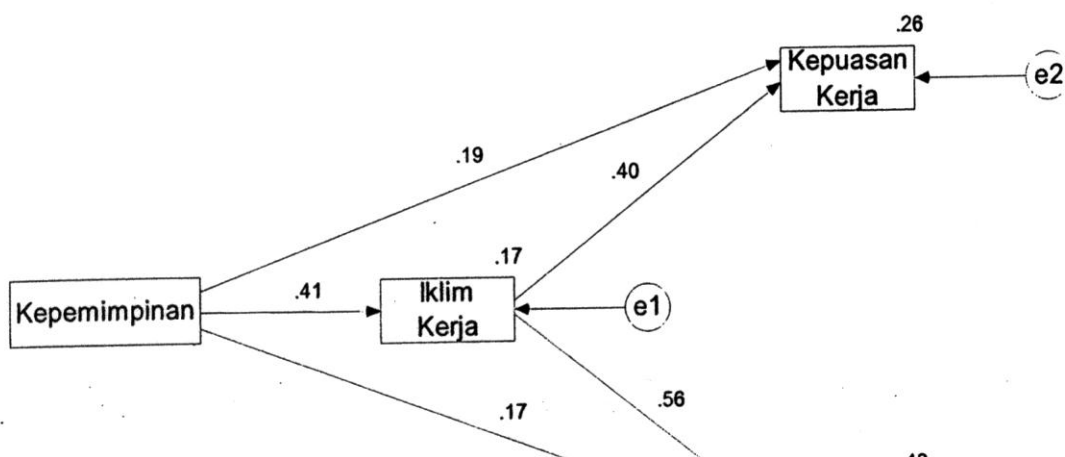 .26
Kepuasan
Kerja
e2
.19
.40
.17
Kepemimpinan
.41
Iklim
Kerja
e1
.17
.56